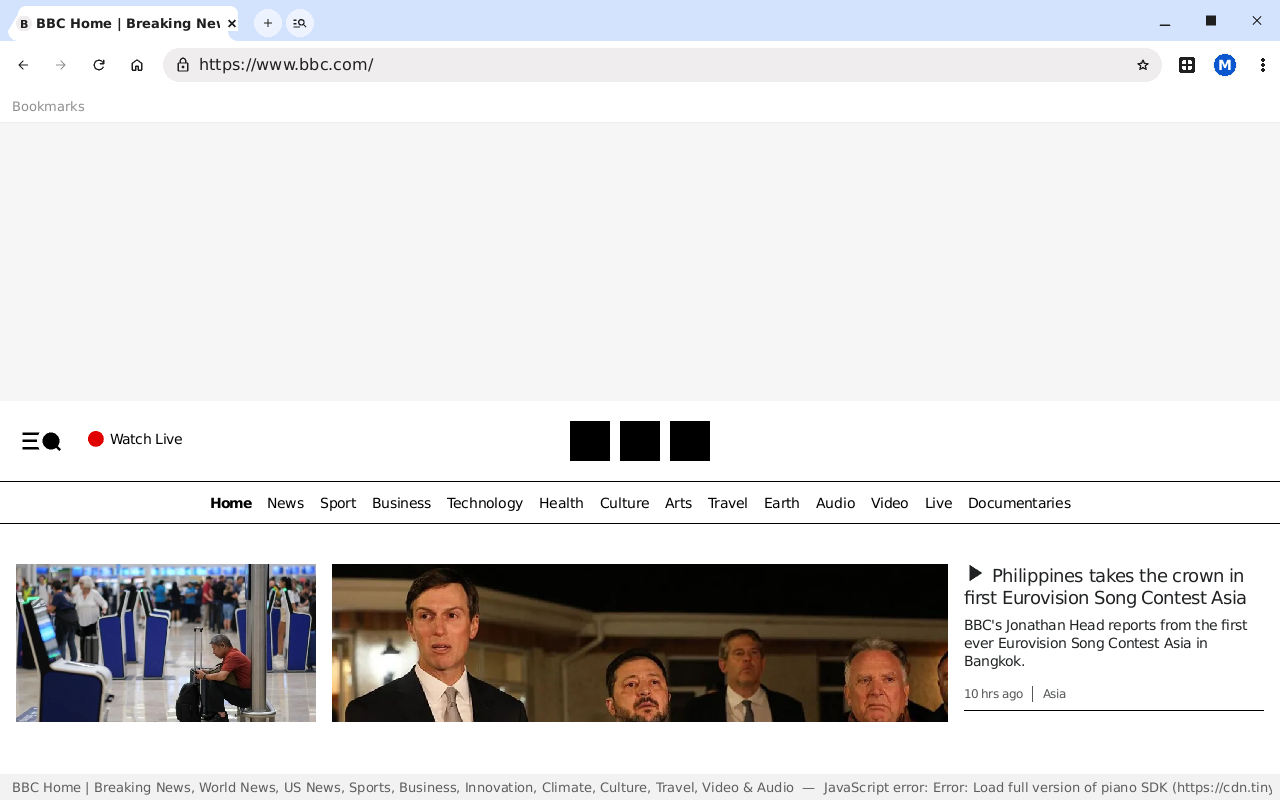 B BBC Home | Breaking Nev
https://www.bbc.com/
M
Bookmarks
Watch Live
Home News Sport Business Technology Health Culture Arts Travel Earth Audio Video Live Documentaries
Philippines takes the crown in
first Eurovision Song Contest Asia
BBC's Jonathan Head reports from the first
ever Eurovision Song Contest Asia in
Bangkok.
10 hrs ago Asia
BBC Home | Breaking News, World News, US News, Sports, Business, Innovation, Climate, Culture, Travel, Video & Audio — JavaScript error: Error: Load full version of piano SDK (https://cdn.tiny